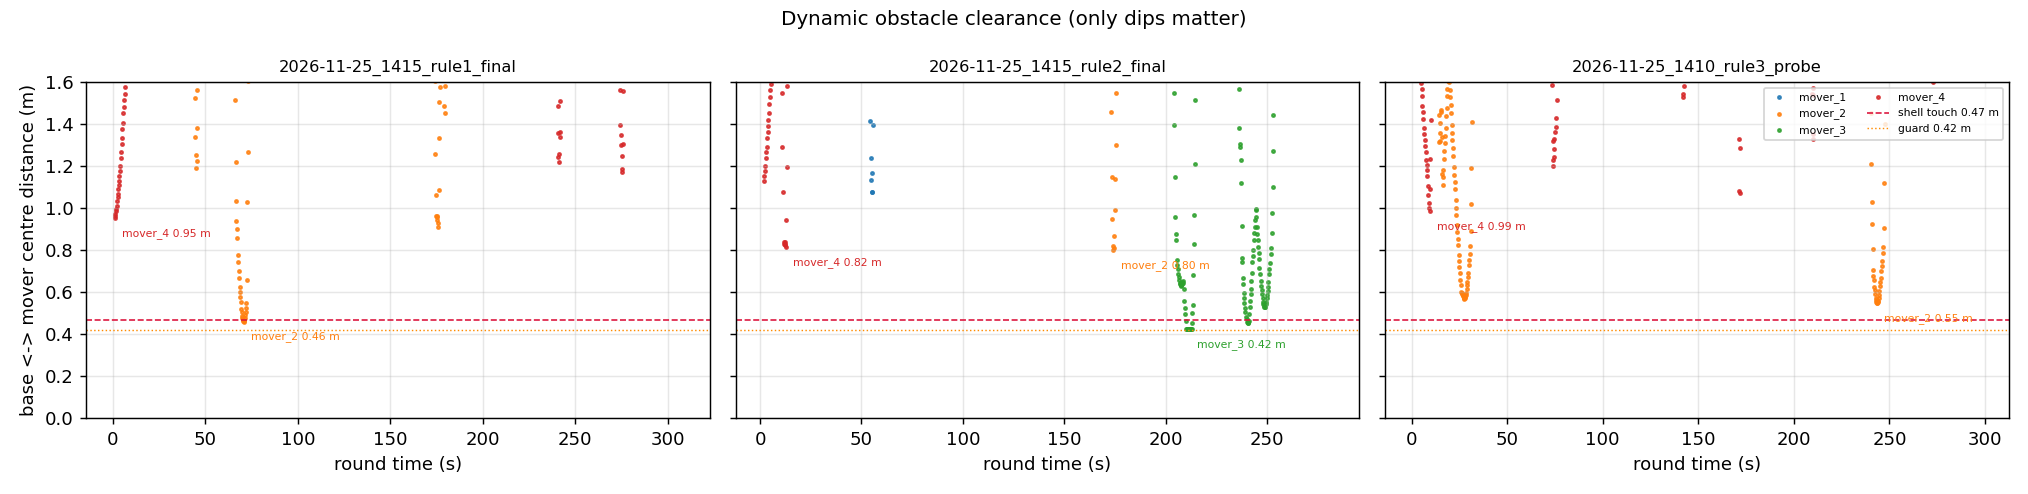 Dynamic obstacle clearance (only dips matter)
2026-11-25_1415_rule1_final
2026-11-25_1415_rule2_final
2026-11-25_1410_rule3_probe
base <-> mover centre distance (m)
1.6
1.4
1.2
1.0
0.8
0.6
0.4
0.2
0.0
mover_4 0.95 m
mover_2 0.46 m
0 50 100 150 200 250 300
round time (s)
mover_4 0.82 m
mover_2 0.80 m
mover_3 0.42 m
0 50 100 150 200 250
round time (s)
mover_1
mover_2
mover_3
mover_4
shell touch 0.47 m
guard 0.42 m
mover_4 0.99 m
mover_2 0.55 m
0 50 100 150 200 250 300
round time (s)